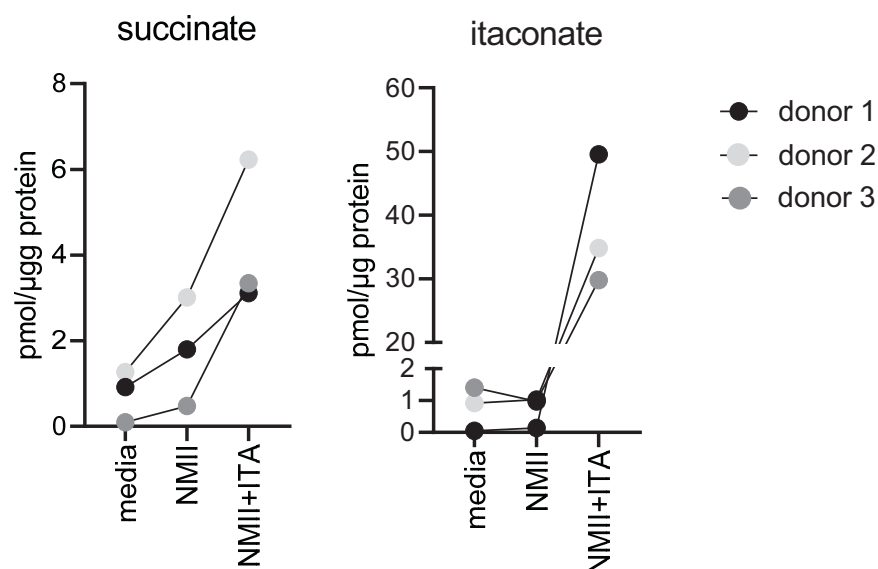 succinate
pmol/µgg protein
8
6
4
2
0
media
NMII
NMII+ITA
itaconate
pmol/µg protein
60
50
40
30
20
2
1
0
media
NMII
NMII+ITA
donor 1
donor 2
donor 3